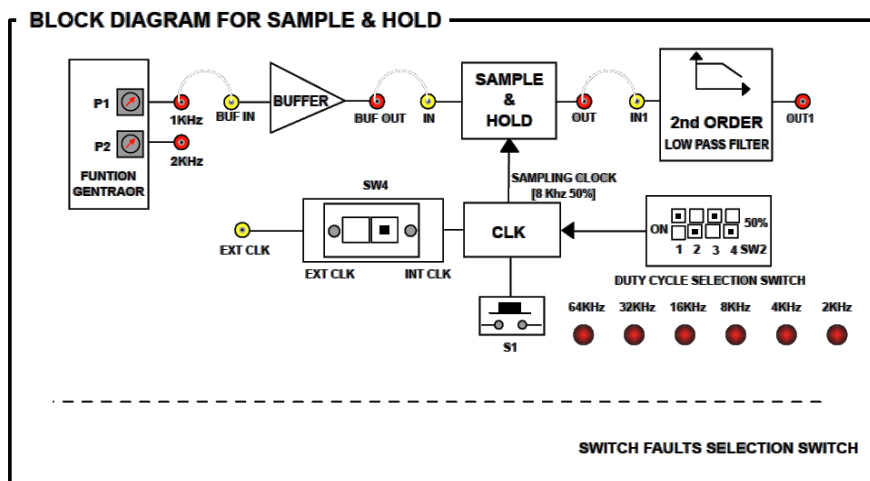 BLOCK DIAGRAM FOR SAMPLE & HOLD
P1
1KHz
BUF IN
BUFFER
BUF OUT
IN
SAMPLE
&
HOLD
OUT
IN1
2nd ORDER
LOW PASS FILTER
OUT1
P2
2KHz
FUNTION
GENTRAOR
SAMPLING CLOCK
[8 Khz 50%]
SW4
EXT CLK
EXT CLK
INT CLK
CLK
ON
50%
1 2 3 4 SW2
DUTY CYCLE SELECTION SWITCH
S1
64KHz 32KHz 16KHz 8KHz 4KHz 2KHz
SWITCH FAULTS SELECTION SWITCH